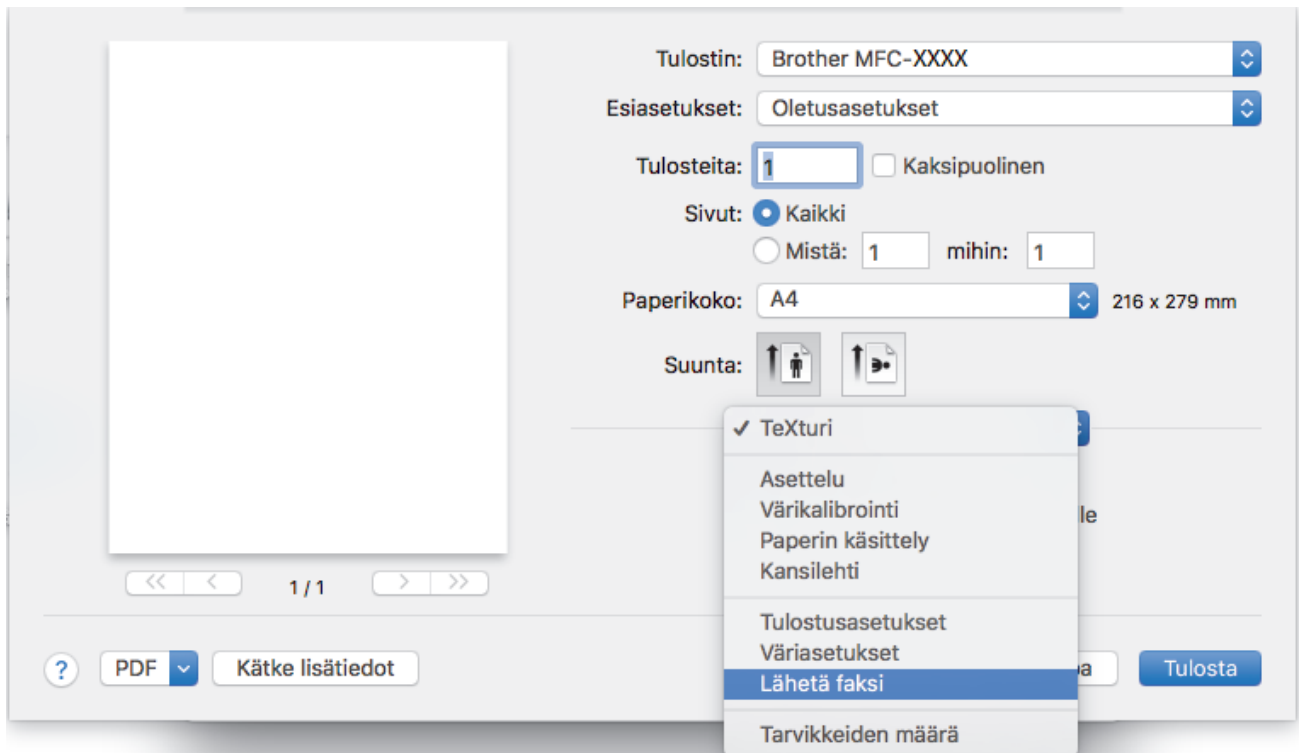 Tulostin: Brother MFC-XXXX
Esiasetukset: Oletusasetukset
Tulosteita: 1 Kaksipuolinen
Sivut: Kaikki
Mistä: 1 mihin: 1
Paperikoko: A4 216 x 279 mm
Suunta:
✓ TeXturi
Asettelu
Värikalibrointi
Paperin käsittely
Kansilehti
Tulostusasetukset
Väriasetukset
Lähetä faksi
Tarvikkeiden määrä
<< < 1 / 1 > >>
? PDF Kätke lisätiedot Tulosta